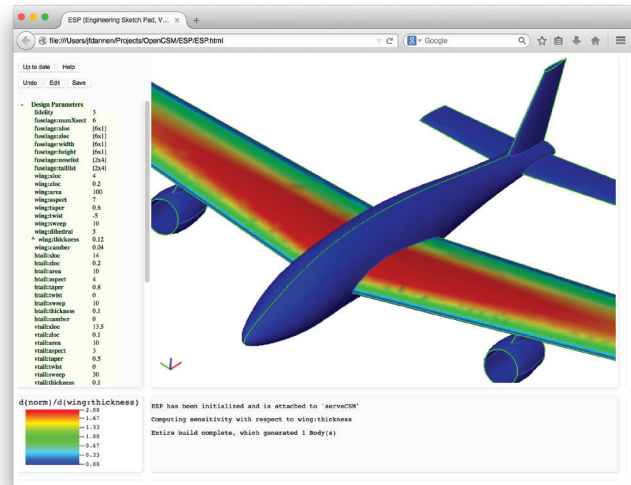 ESP (Engineering Sketch Pad, V...
file:///Users/jfdannen/Projects/OpenCSM/ESP/ESP.html
Google
Up to date Help
Undo Edit Save
- Design Parameters
fidelity 3
fuselage:numXsect 6
fuselage:xloc [6x1]
fuselage:zloc [6x1]
fuselage:width [6x1]
fuselage:height [6x1]
fuselage:noselist [2x4]
fuselage:taillist [2x4]
wing:xloc 4
wing:zloc 0.2
wing:area 100
wing:aspect 7
wing:taper 0.6
wing:twist -5
wing:sweep 10
wing:dihedral 5
^ wing:thickness 0.12
wing:camber 0.04
htail:xloc 14
htail:zloc 0.2
htail:area 10
htail:aspect 4
htail:taper 0.8
htail:twist 0
htail:sweep 10
htail:thickness 0.1
htail:camber 0
vtail:xloc 13.5
vtail:zloc 0.1
vtail:area 10
vtail:aspect 3
vtail:taper 0.5
vtail:twist 0
vtail:sweep 30
vtail:thickness 0.1
d(norm)/d(wing:thickness)
2.00
1.67
1.33
1.00
0.67
0.33
0.00
ESP has been initialized and is attached to 'serveCSM'
Computing sensitivity with respect to wing:thickness
Entire build complete, which generated 1 Body(s)